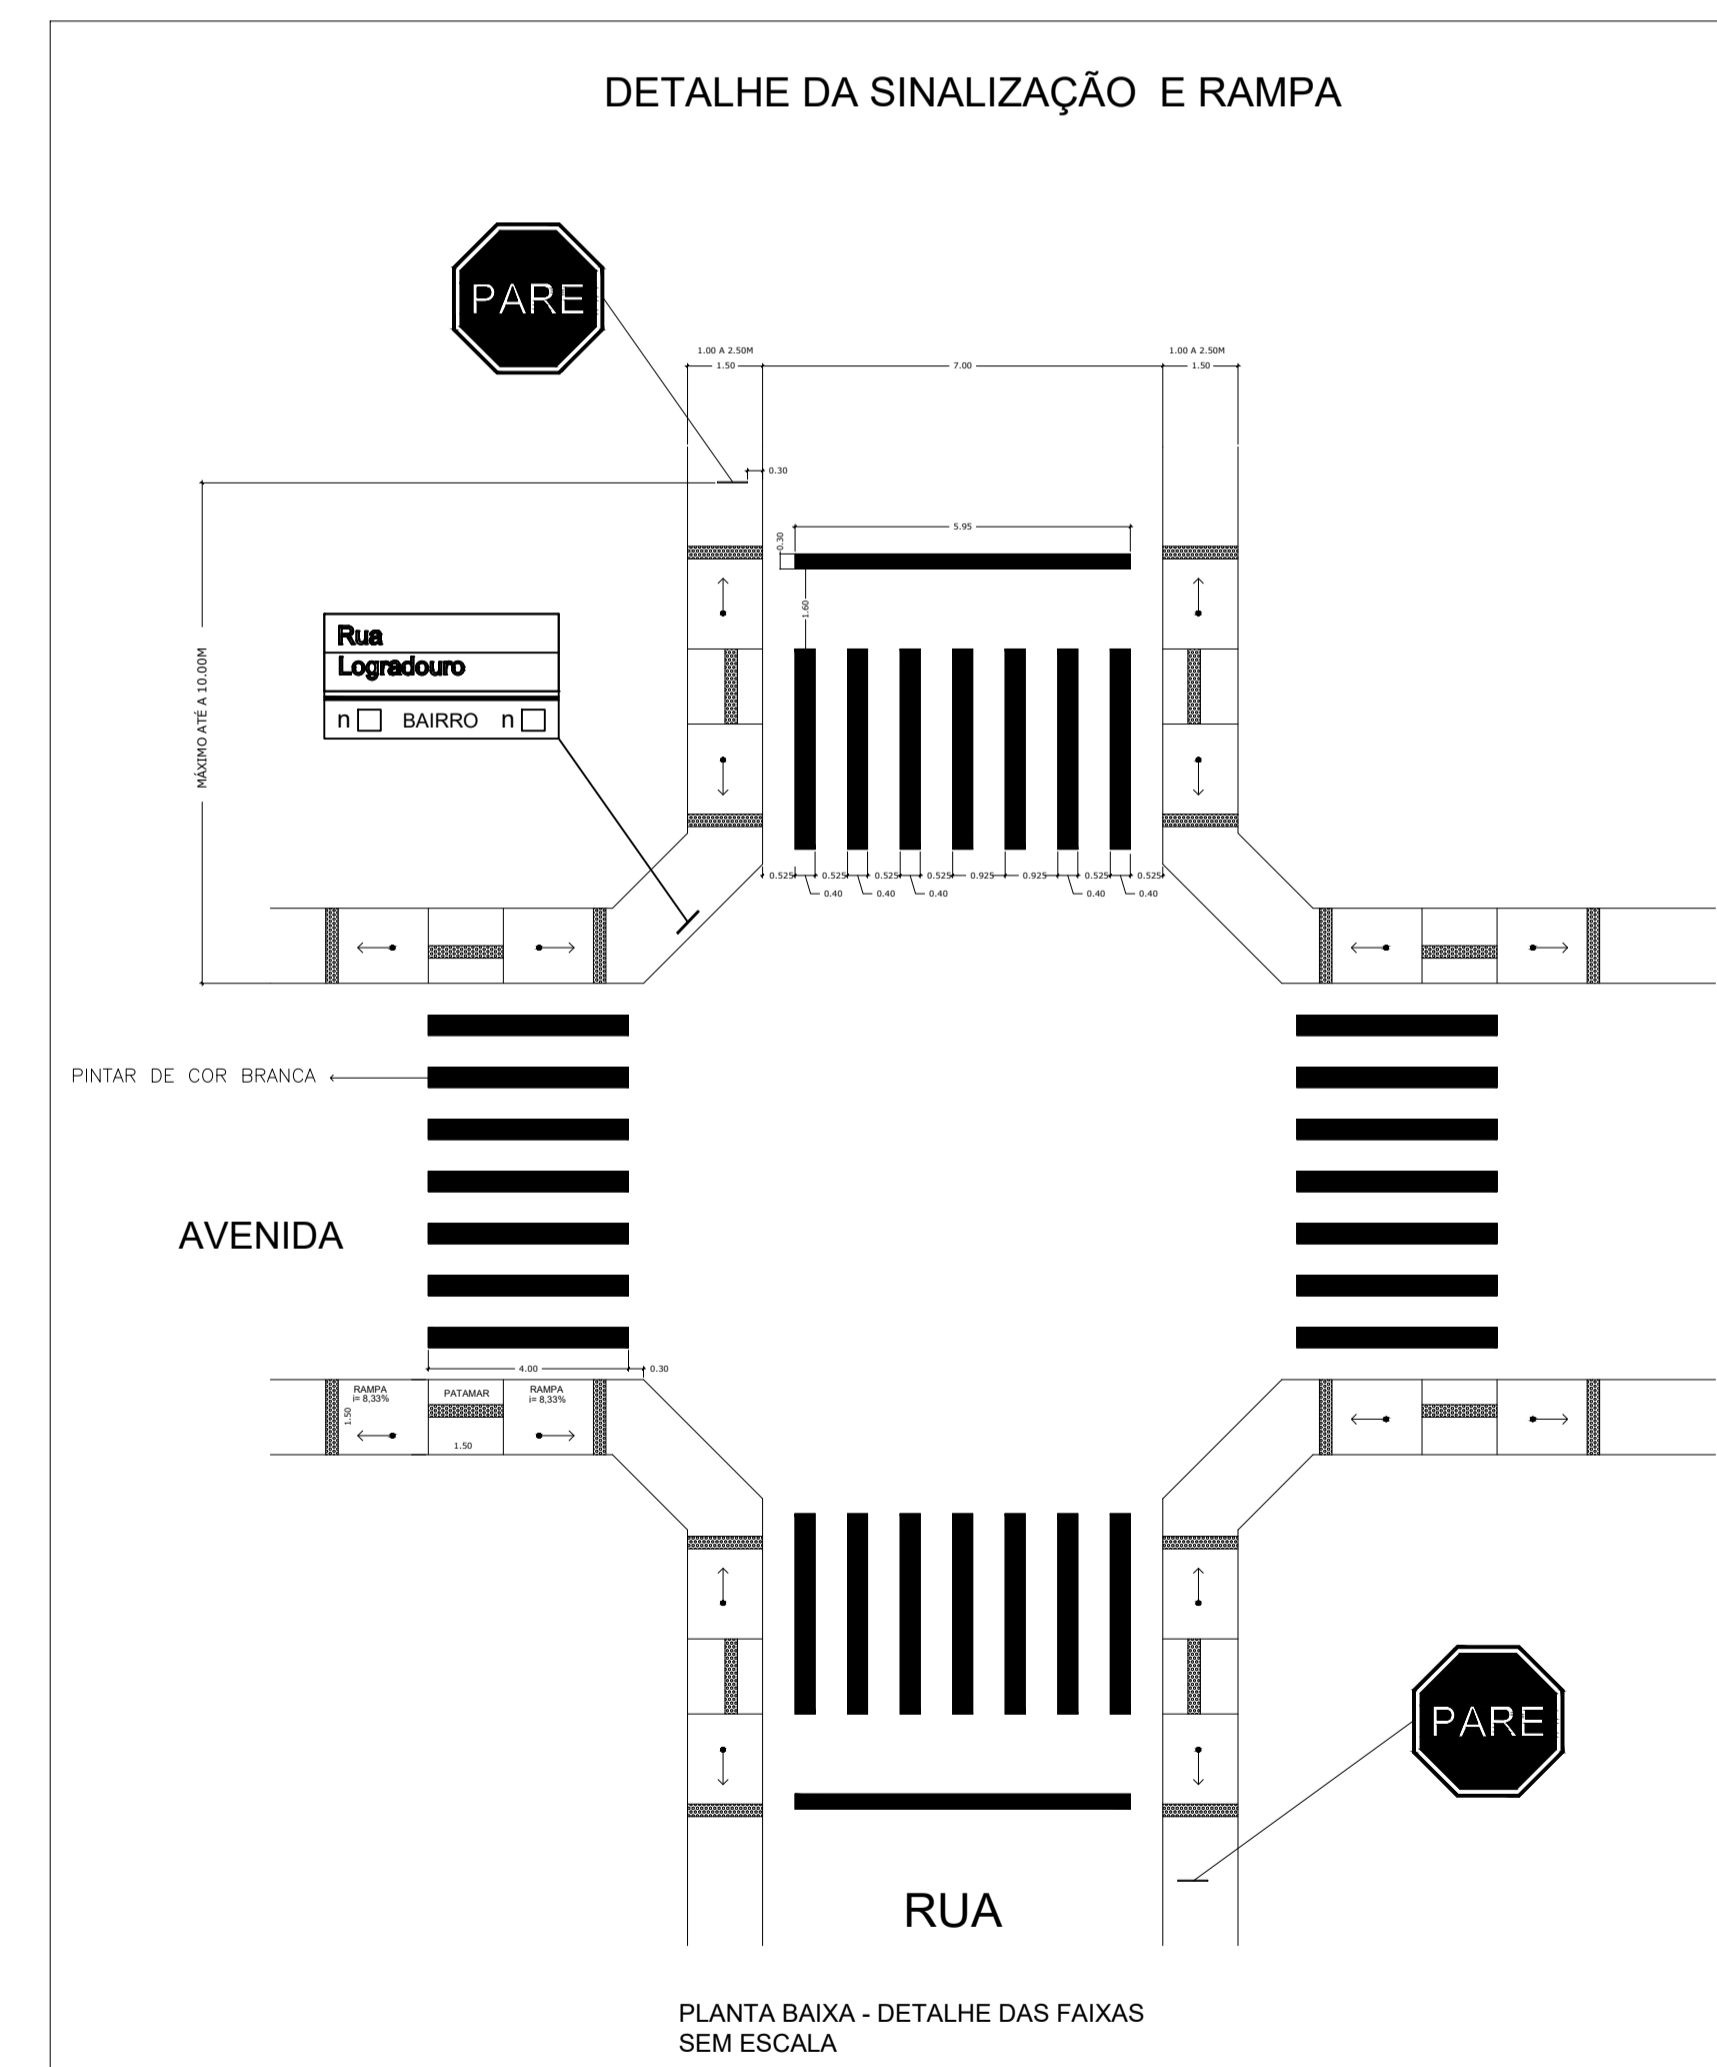 DETALHE DA SINALIZAÇÃO E RAMPA
PARE
1.00 A 2.50M
1.00 A 2.50M
1.50
7.00
1.50
0.30
5.95
0.30
1.60
MÁXIMO ATÉ A 10.00M
Rua
Logradouro
n BAIRRO n
0.525 0.525 0.525 0.525 0.925 0.925 0.525 0.525
0.40 0.40 0.40 0.40 0.40
PINTAR DE COR BRANCA
AVENIDA
4.00
0.30
RAMPA
i= 8,33%
PATAMAR
RAMPA
i= 8,33%
1.50
1.50
PARE
RUA
PLANTA BAIXA - DETALHE DAS FAIXAS
SEM ESCALA